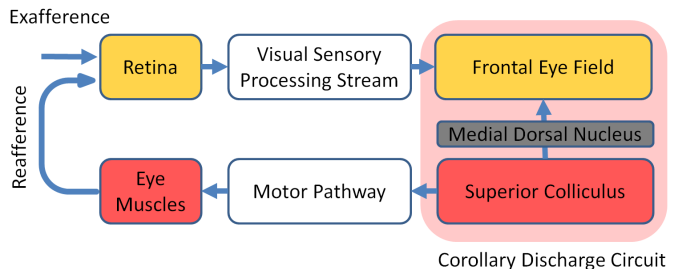 Exafference
Retina
Visual Sensory
Processing Stream
Frontal Eye Field
Reafference
Medial Dorsal Nucleus
Eye
Muscles
Motor Pathway
Superior Colliculus
Corollary Discharge Circuit